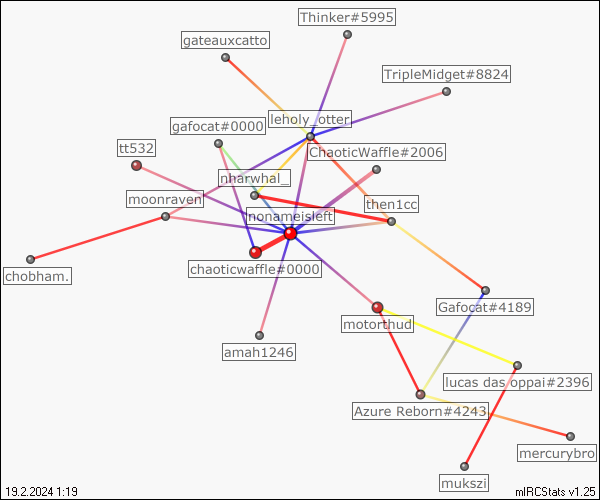 Thinker#5995
gateauxcatto
TripleMidget#8824
leholy_otter
gafocat#0000
tt532
ChaoticWaffle#2006
nharwhal_
moonraven
then1cc
nonameisleft
chaoticwaffle#0000
chobham.
Gafocat#4189
motorthud
amah1246
lucas das oppai#2396
Azure Reborn#4243
mercurybro
mukszi
19.2.2024 1:19
mIRCStats v1.25